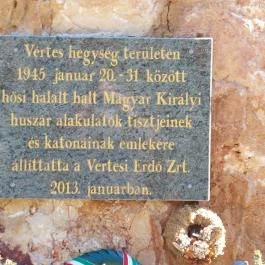 Vértes hegység területén
1945 január 20.-31 között
hősi halált halt Magyar Királyi
huszár alakulatok tisztjeinek
és katonáinak emlékére
állíttatta a Vértesi Erdő Zrt.
2013. januárban.